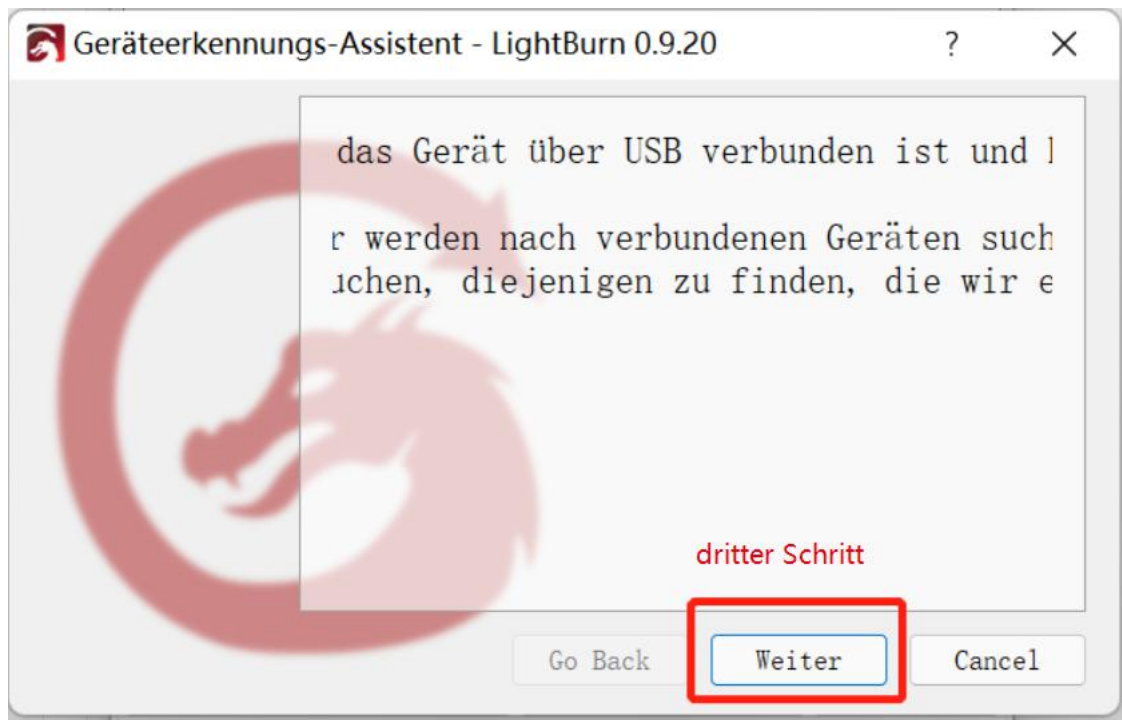 Geräteerkennungs-Assistent - LightBurn 0.9.20
das Gerät über USB verbunden ist und
werden nach verbundenen Geräten such
uchen, diejenigen zu finden, die wir e
dritter Schritt
Go Back
Weiter
Cancel